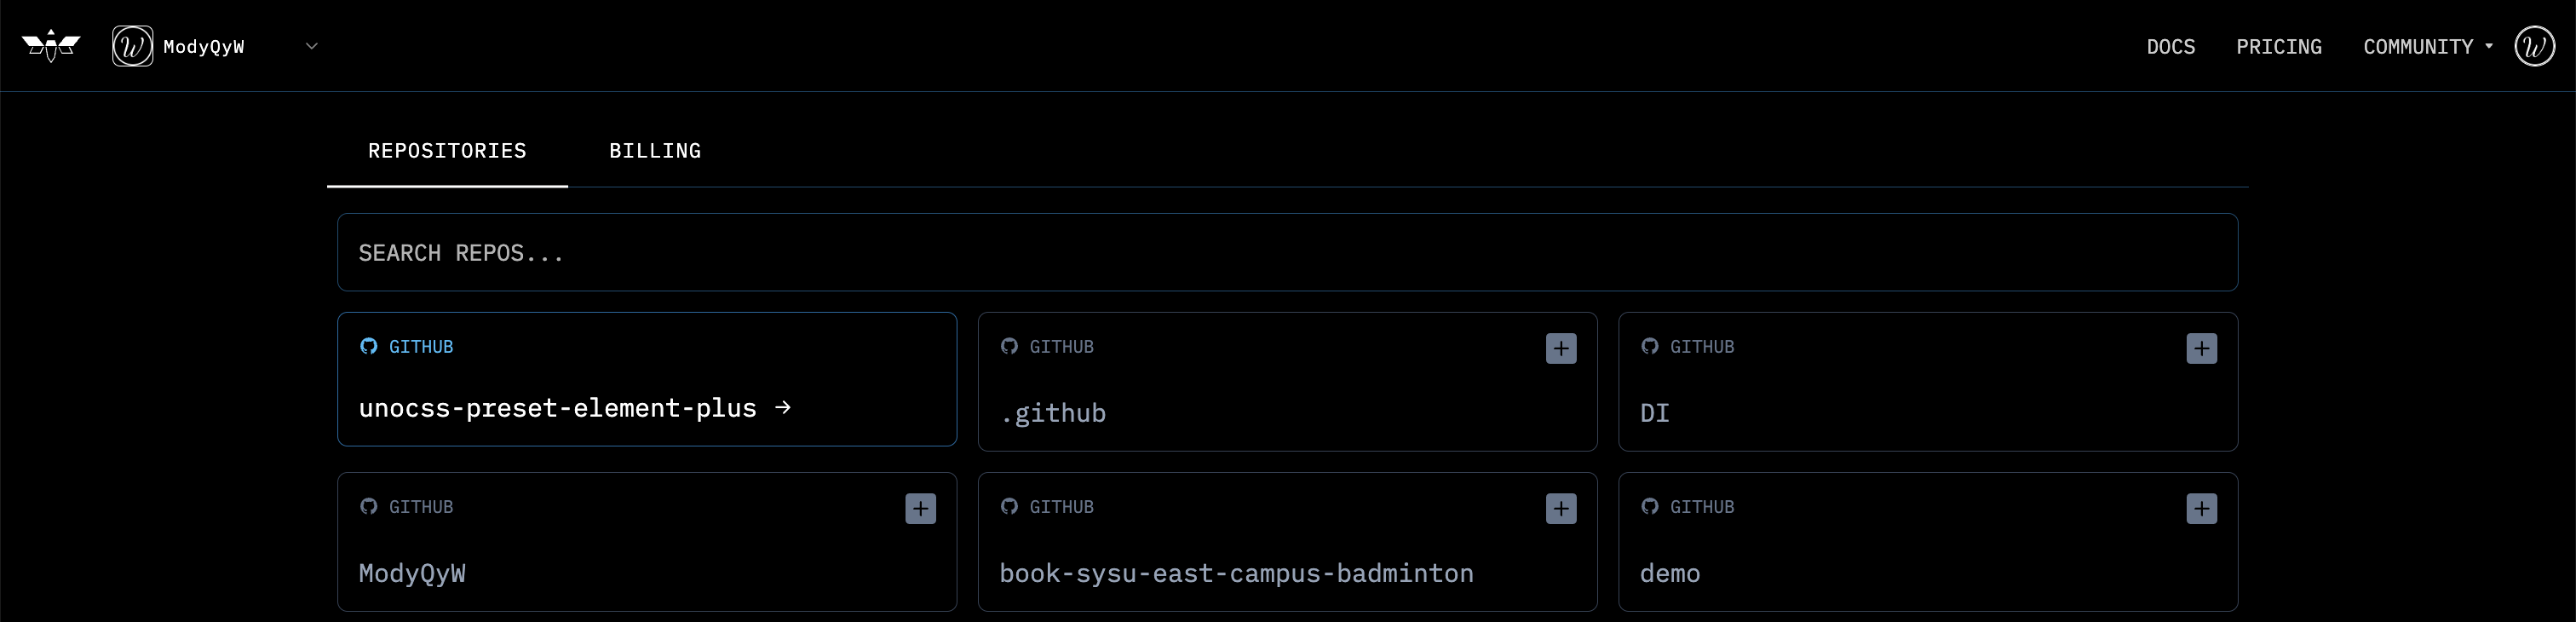 W ModyQyW DOCS PRICING COMMUNITY W
REPOSITORIES BILLING
SEARCH REPOS...
GITHUB
unocss-preset-element-plus →
GITHUB
.github
GITHUB
DI
GITHUB
ModyQyW
GITHUB
book-sysu-east-campus-badminton
GITHUB
demo